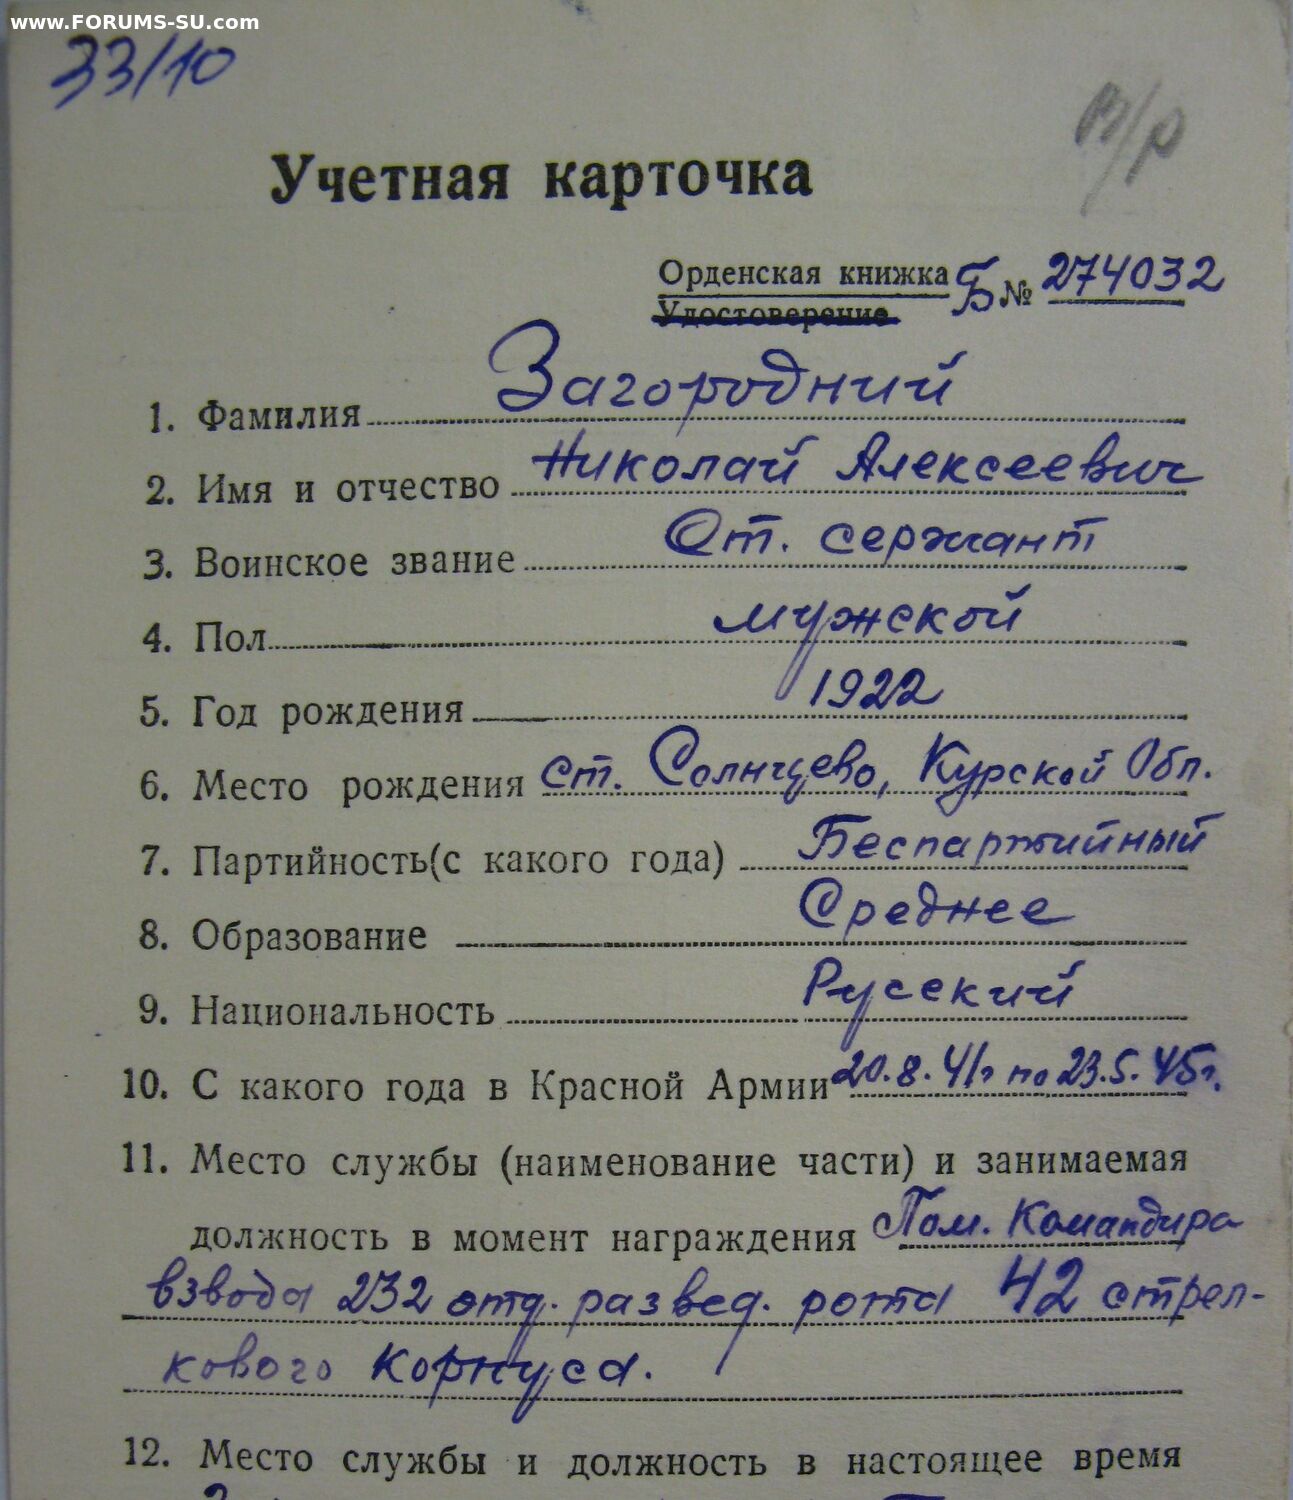 www.FORUMS-SU.com
33/10
в/р
Учетная карточка
Орденская книжка Б № 274032
Удостоверение
1. Фамилия Загородний
2. Имя и отчество Николай Алексеевич
3. Воинское звание Ст. сержант
4. Пол мужской
5. Год рождения 1922
6. Место рождения ст. Солнцево, Курской Обл.
7. Партийность(с какого года) Беспартийный
8. Образование Среднее
9. Национальность Русский
10. С какого года в Красной Армии 20.8.41г по 23.5.45г.
11. Место службы (наименование части) и занимаемая
должность в момент награждения Пом. Командира
взвода 232 отд. развед. рота 42 стрел-
кового корпуса.
12. Место службы и должность в настоящее время